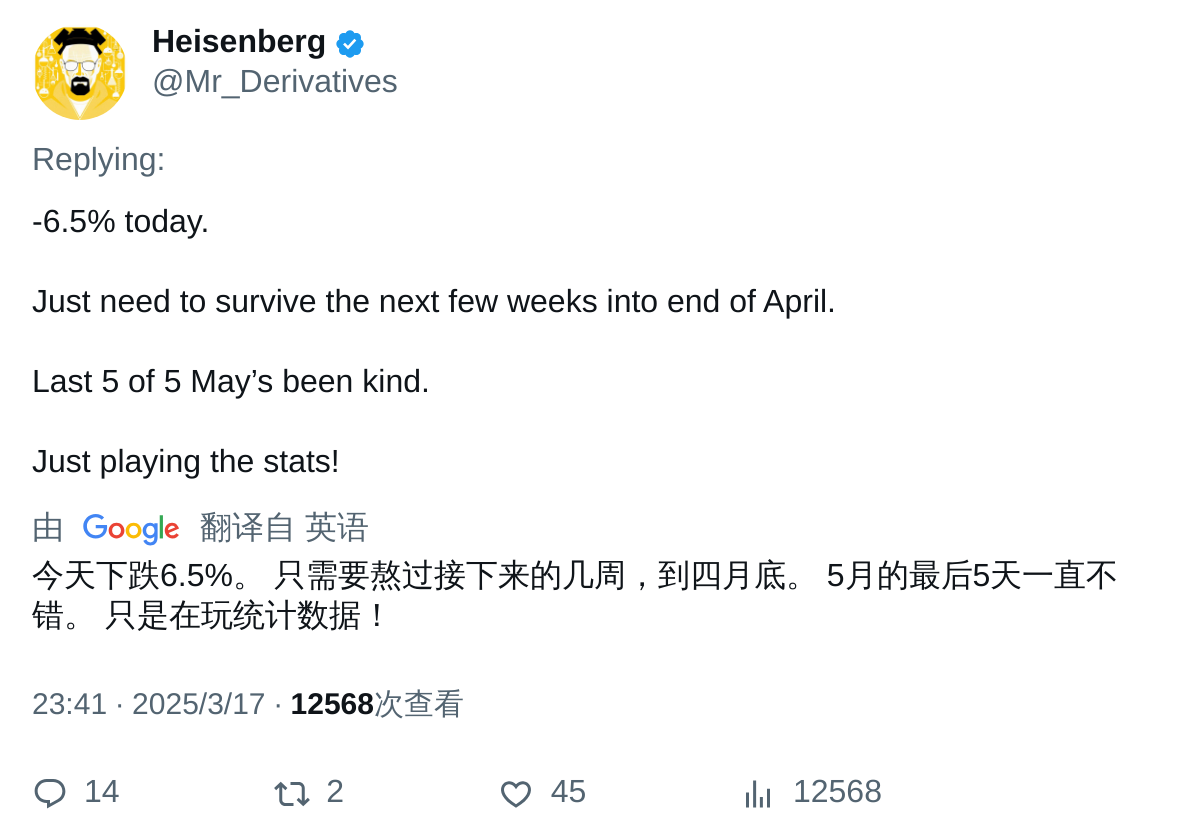 Heisenberg
@Mr_Derivatives
Replying:
-6.5% today.
Just need to survive the next few weeks into end of April.
Last 5 of 5 May’s been kind.
Just playing the stats!
由 Google 翻译自 英语
今天下跌6.5%。 只需要熬过接下来的几周，到四月底。 5月的最后5天一直不
错。 只是在玩统计数据！
23:41 · 2025/3/17 · 12568次查看
14 2 45 12568